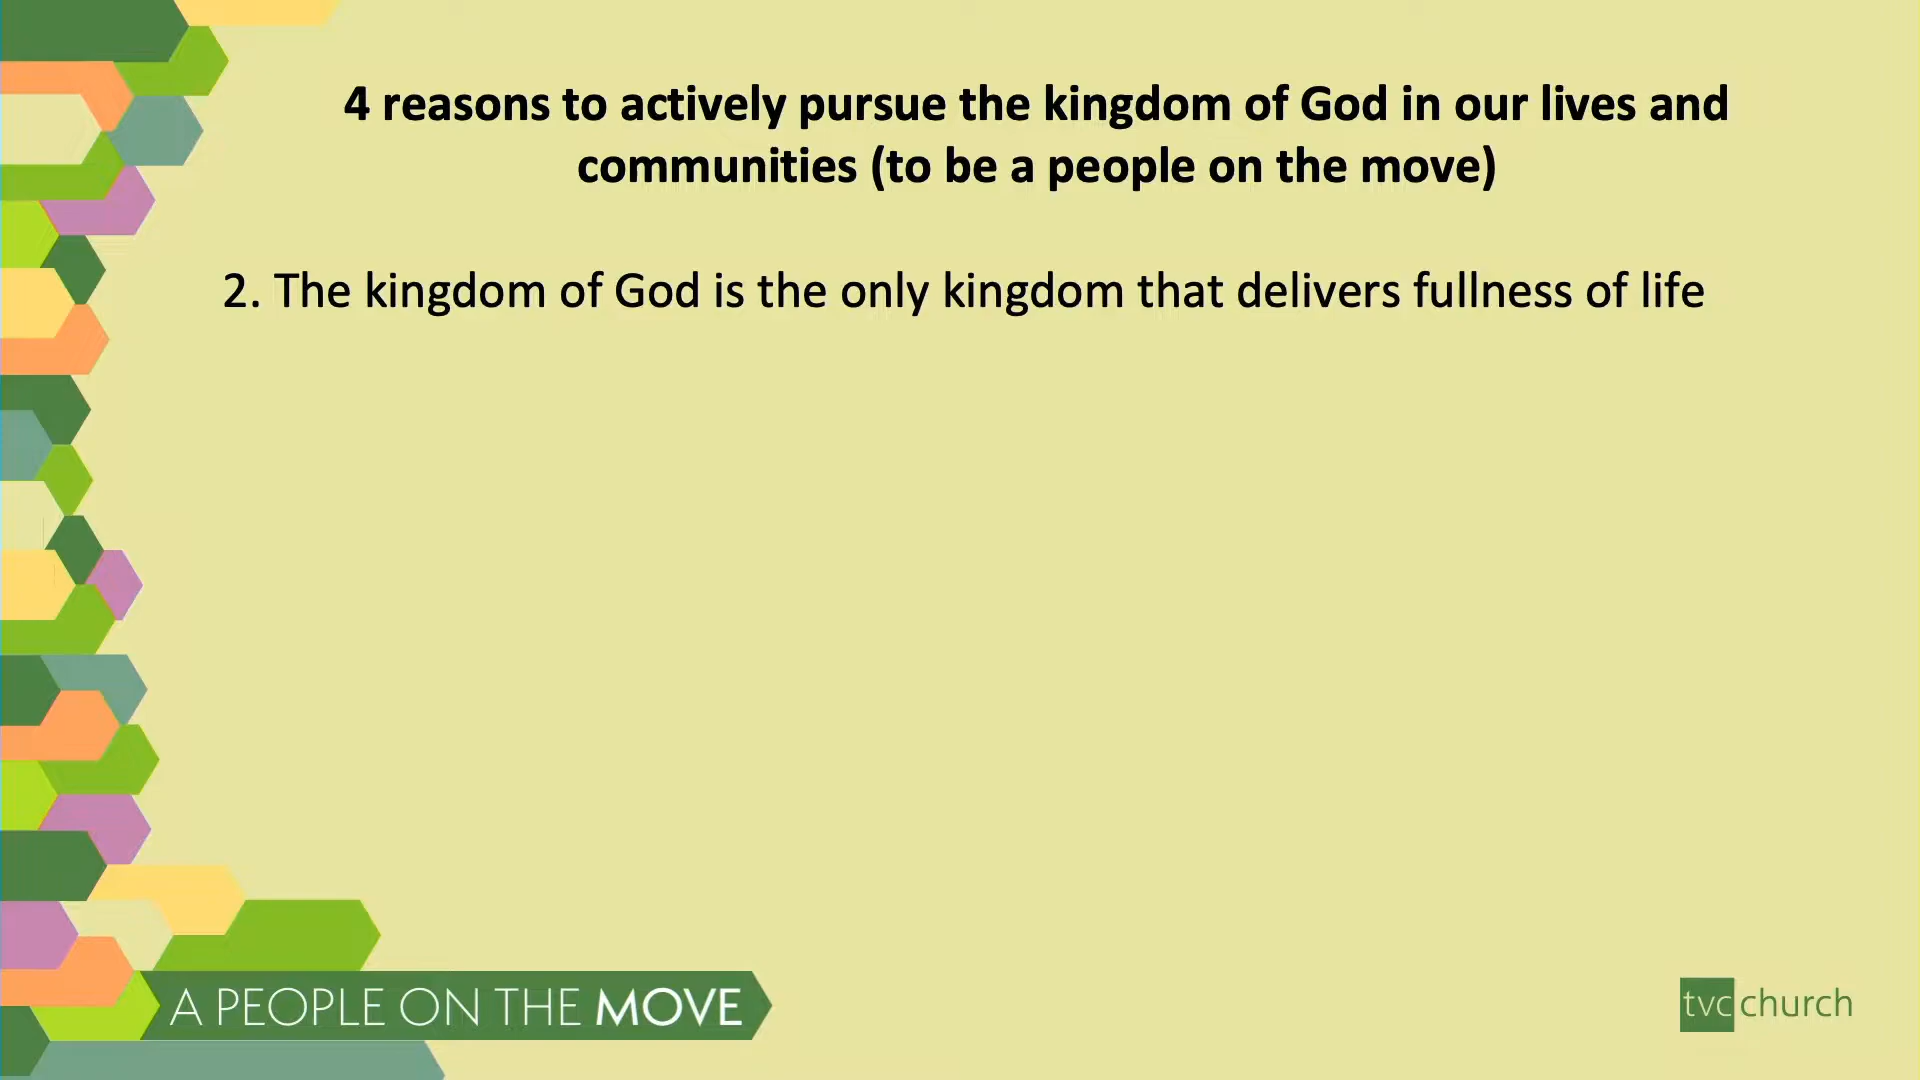 4 reasons to actively pursue the kingdom of God in our lives and
communities (to be a people on the move)
2. The kingdom of God is the only kingdom that delivers fullness of life
A PEOPLE ON THE MOVE
tvc church